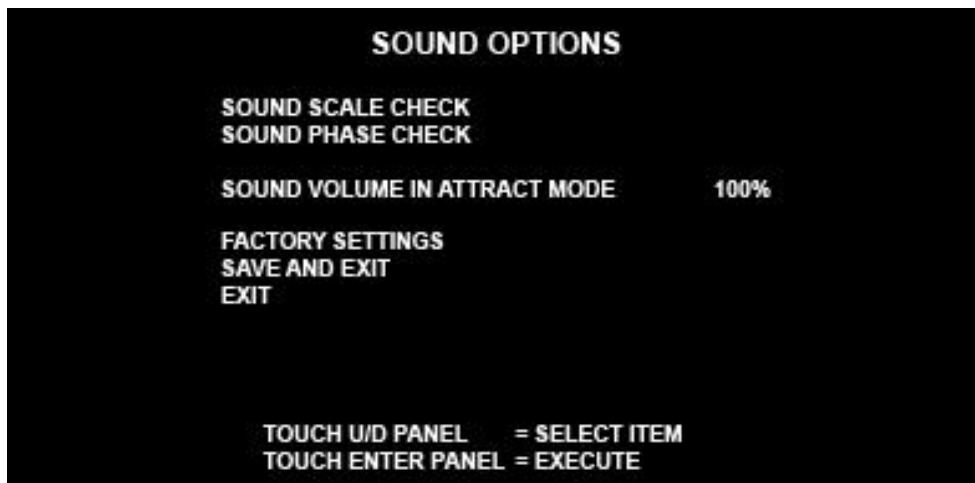 SOUND OPTIONS
SOUND SCALE CHECK
SOUND PHASE CHECK
SOUND VOLUME IN ATTRACT MODE 100%
FACTORY SETTINGS
SAVE AND EXIT
EXIT
TOUCH U/D PANEL = SELECT ITEM
TOUCH ENTER PANEL = EXECUTE